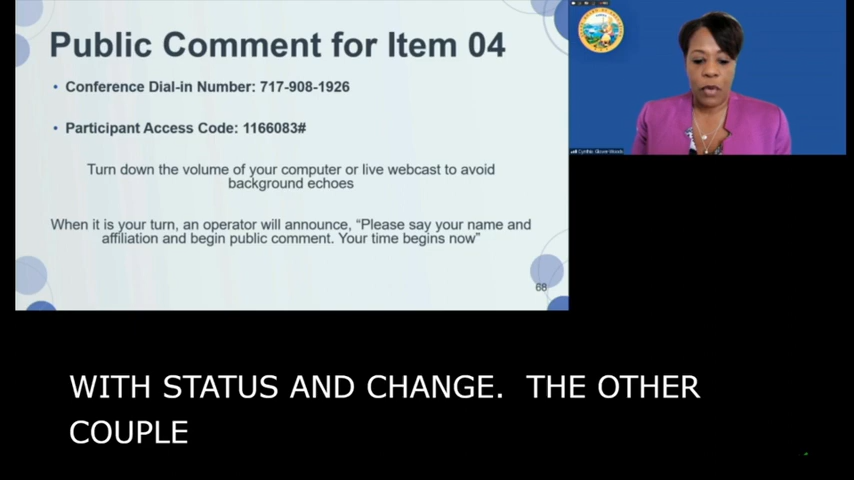 Public Comment for Item 04
• Conference Dial-in Number: 717-908-1926
• Participant Access Code: 1166083#
Turn down the volume of your computer or live webcast to avoid
background echoes
When it is your turn, an operator will announce, “Please say your name and
affiliation and begin public comment. Your time begins now”
68
Cynthia Glover-Woods
WITH STATUS AND CHANGE.  THE OTHER
COUPLE